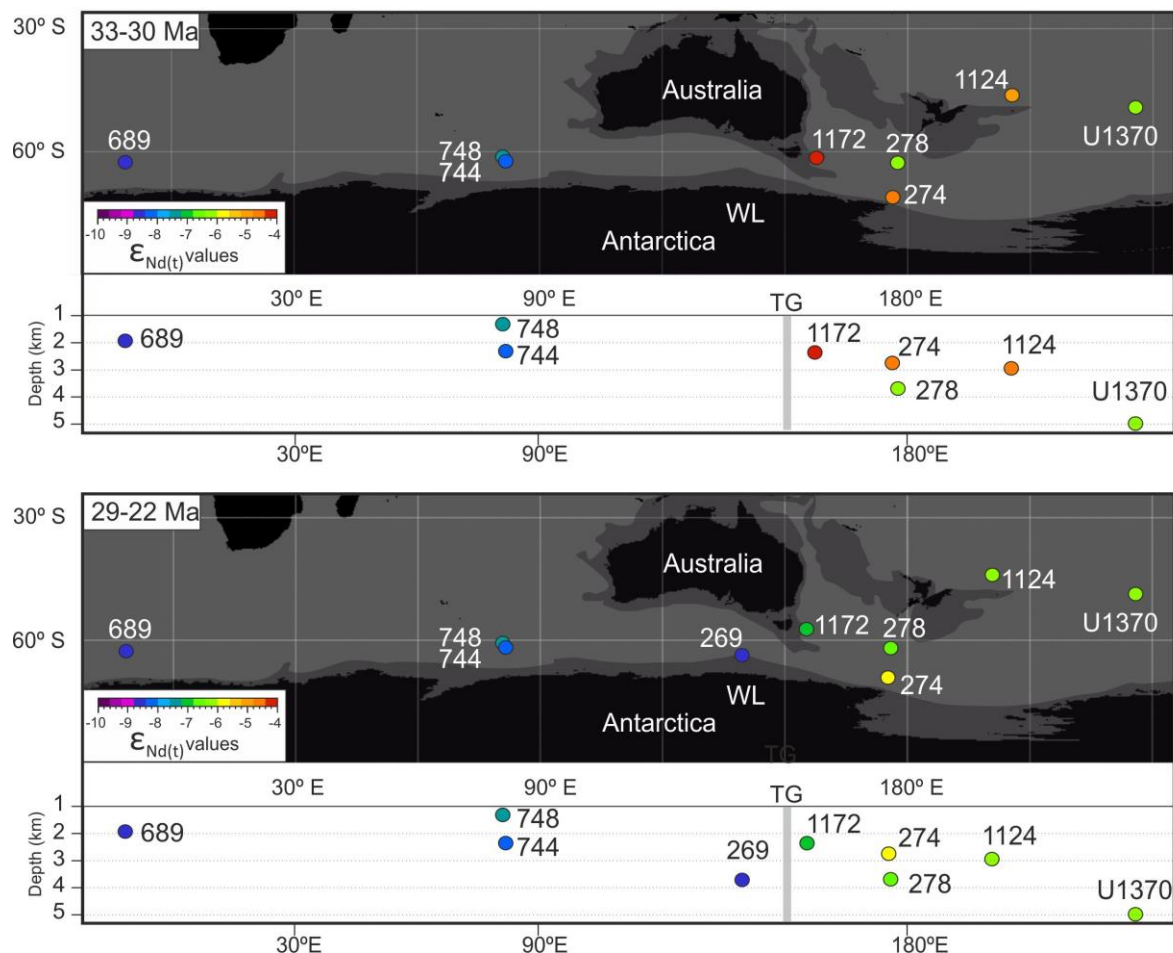 30º S
33-30 Ma
Australia
1124
U1370
60º S
689
748
744
1172
278
274
WL
Antarctica
-10 -9 -8 -7 -6 -5 -4
εNd(t) values
30º E 90º E TG 180º E
Depth (km)
1
2
3
4
5
689
748
744
1172
274
1124
278
U1370
30ºE 90ºE 180ºE
30º S
29-22 Ma
Australia
1124
U1370
60º S
689
748
744
269
1172
278
274
WL
Antarctica
TG
-10 -9 -8 -7 -6 -5 -4
εNd(t) values
30º E 90º E TG 180º E
Depth (km)
1
2
3
4
5
689
748
744
269
1172
274
1124
278
U1370
30ºE 90ºE 180ºE